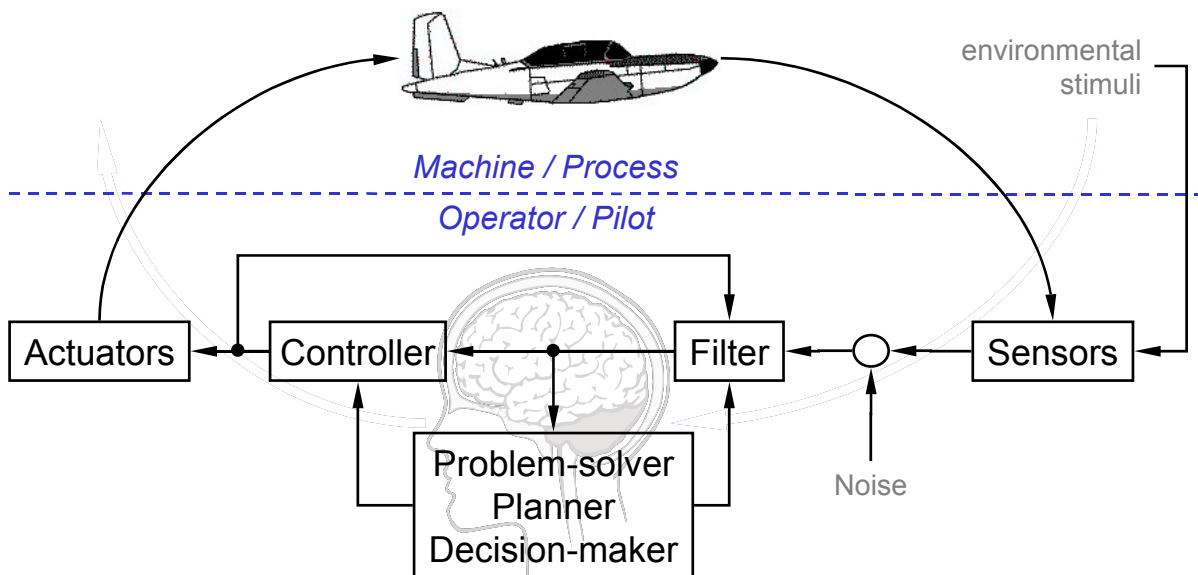 environmental
stimuli
Machine / Process
Operator / Pilot
Actuators
Controller
Filter
Sensors
Problem-solver
Planner
Decision-maker
Noise